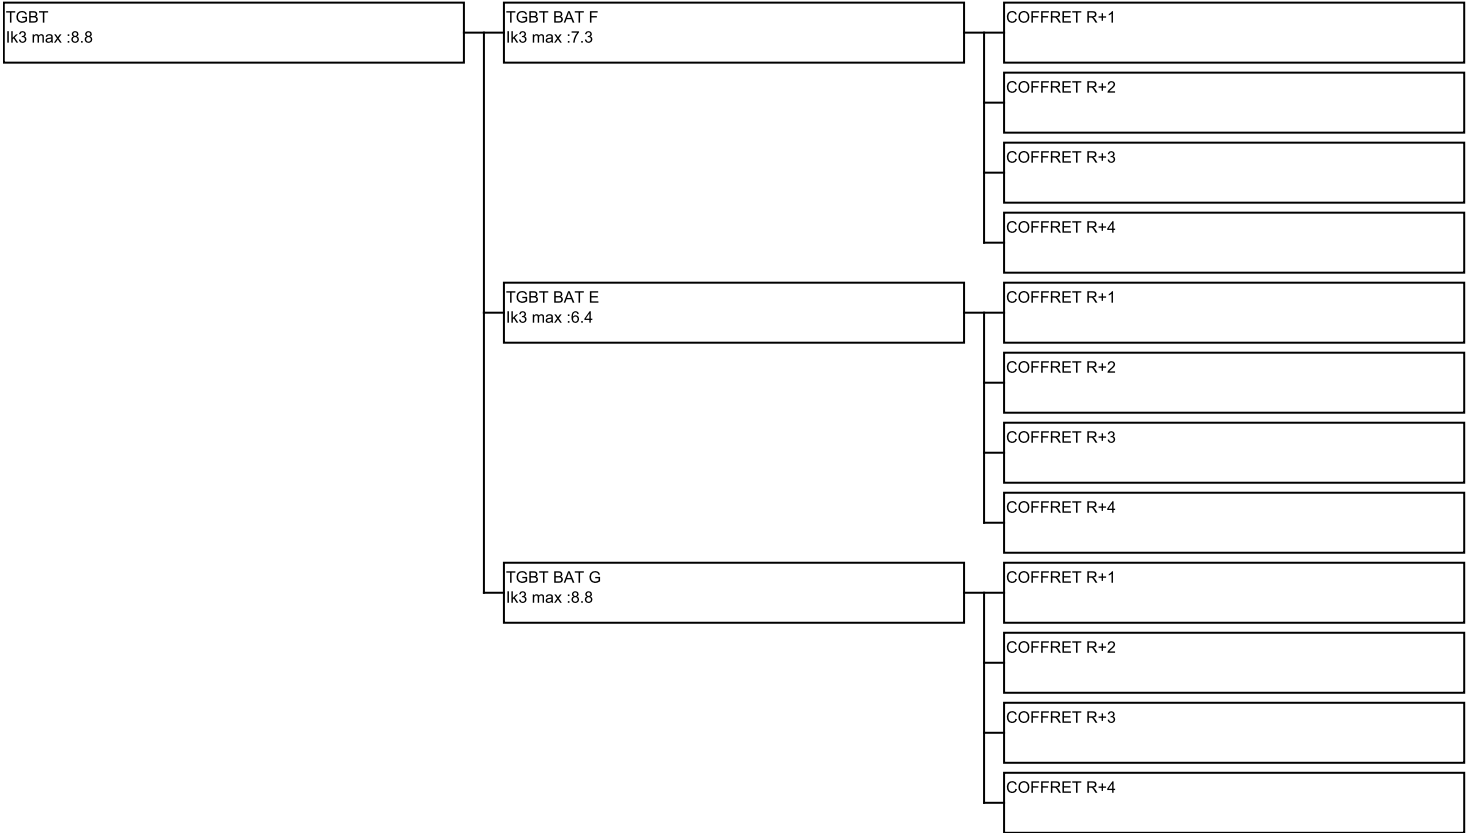 TGBT
Ik3 max :8.8
TGBT BAT F
Ik3 max :7.3
COFFRET R+1
COFFRET R+2
COFFRET R+3
COFFRET R+4
TGBT BAT E
Ik3 max :6.4
COFFRET R+1
COFFRET R+2
COFFRET R+3
COFFRET R+4
TGBT BAT G
Ik3 max :8.8
COFFRET R+1
COFFRET R+2
COFFRET R+3
COFFRET R+4